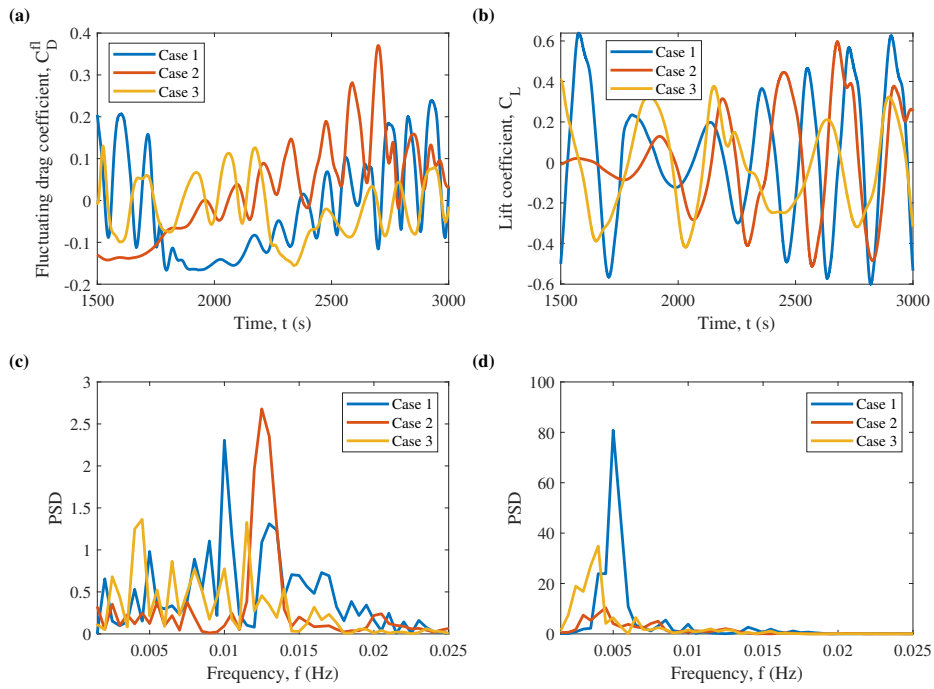 (a)
Fluctuating drag coefficient, C_D^fl
0.4
0.3
0.2
0.1
0
-0.1
-0.2
Case 1
Case 2
Case 3
1500
2000
2500
3000
Time, t (s)
(b)
Lift coefficient, C_L
0.6
0.4
0.2
0
-0.2
-0.4
-0.6
Case 1
Case 2
Case 3
1500
2000
2500
3000
Time, t (s)
(c)
PSD
3
2.5
2
1.5
1
0.5
0
Case 1
Case 2
Case 3
0.005
0.01
0.015
0.02
0.025
Frequency, f (Hz)
(d)
PSD
100
80
60
40
20
0
Case 1
Case 2
Case 3
0.005
0.01
0.015
0.02
0.025
Frequency, f (Hz)